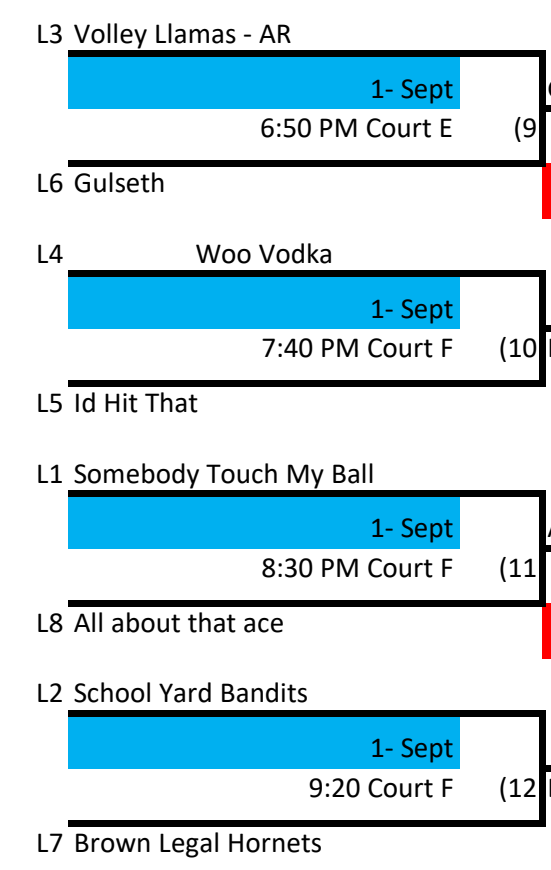 L3 Volley Llamas - AR
1- Sept
6:50 PM Court E (9
L6 Gulseth
L4 Woo Vodka
1- Sept
7:40 PM Court F (10
L5 Id Hit That
L1 Somebody Touch My Ball
1- Sept
8:30 PM Court F (11
L8 All about that ace
L2 School Yard Bandits
1- Sept
9:20 Court F (12
L7 Brown Legal Hornets